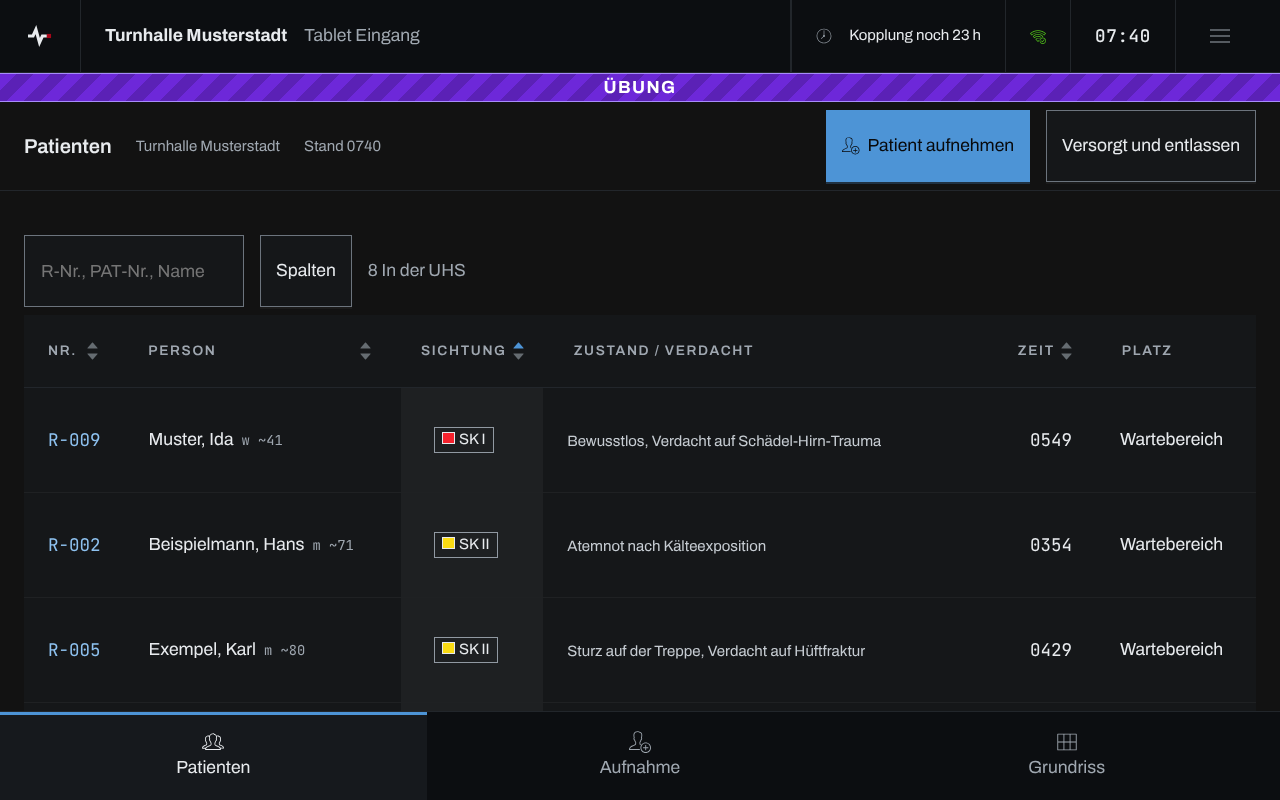 Turnhalle Musterstadt Tablet Eingang Kopplung noch 23 h 07:40
ÜBUNG
Patienten Turnhalle Musterstadt Stand 0740 Patient aufnehmen Versorgt und entlassen
R-Nr., PAT-Nr., Name Spalten 8 In der UHS
NR. PERSON SICHTUNG ZUSTAND / VERDACHT ZEIT PLATZ
R-009 Muster, Ida w ~41 SK I Bewusstlos, Verdacht auf Schädel-Hirn-Trauma 0549 Wartebereich
R-002 Beispielmann, Hans m ~71 SK II Atemnot nach Kälteexposition 0354 Wartebereich
R-005 Exempel, Karl m ~80 SK II Sturz auf der Treppe, Verdacht auf Hüftfraktur 0429 Wartebereich
Patienten Aufnahme Grundriss